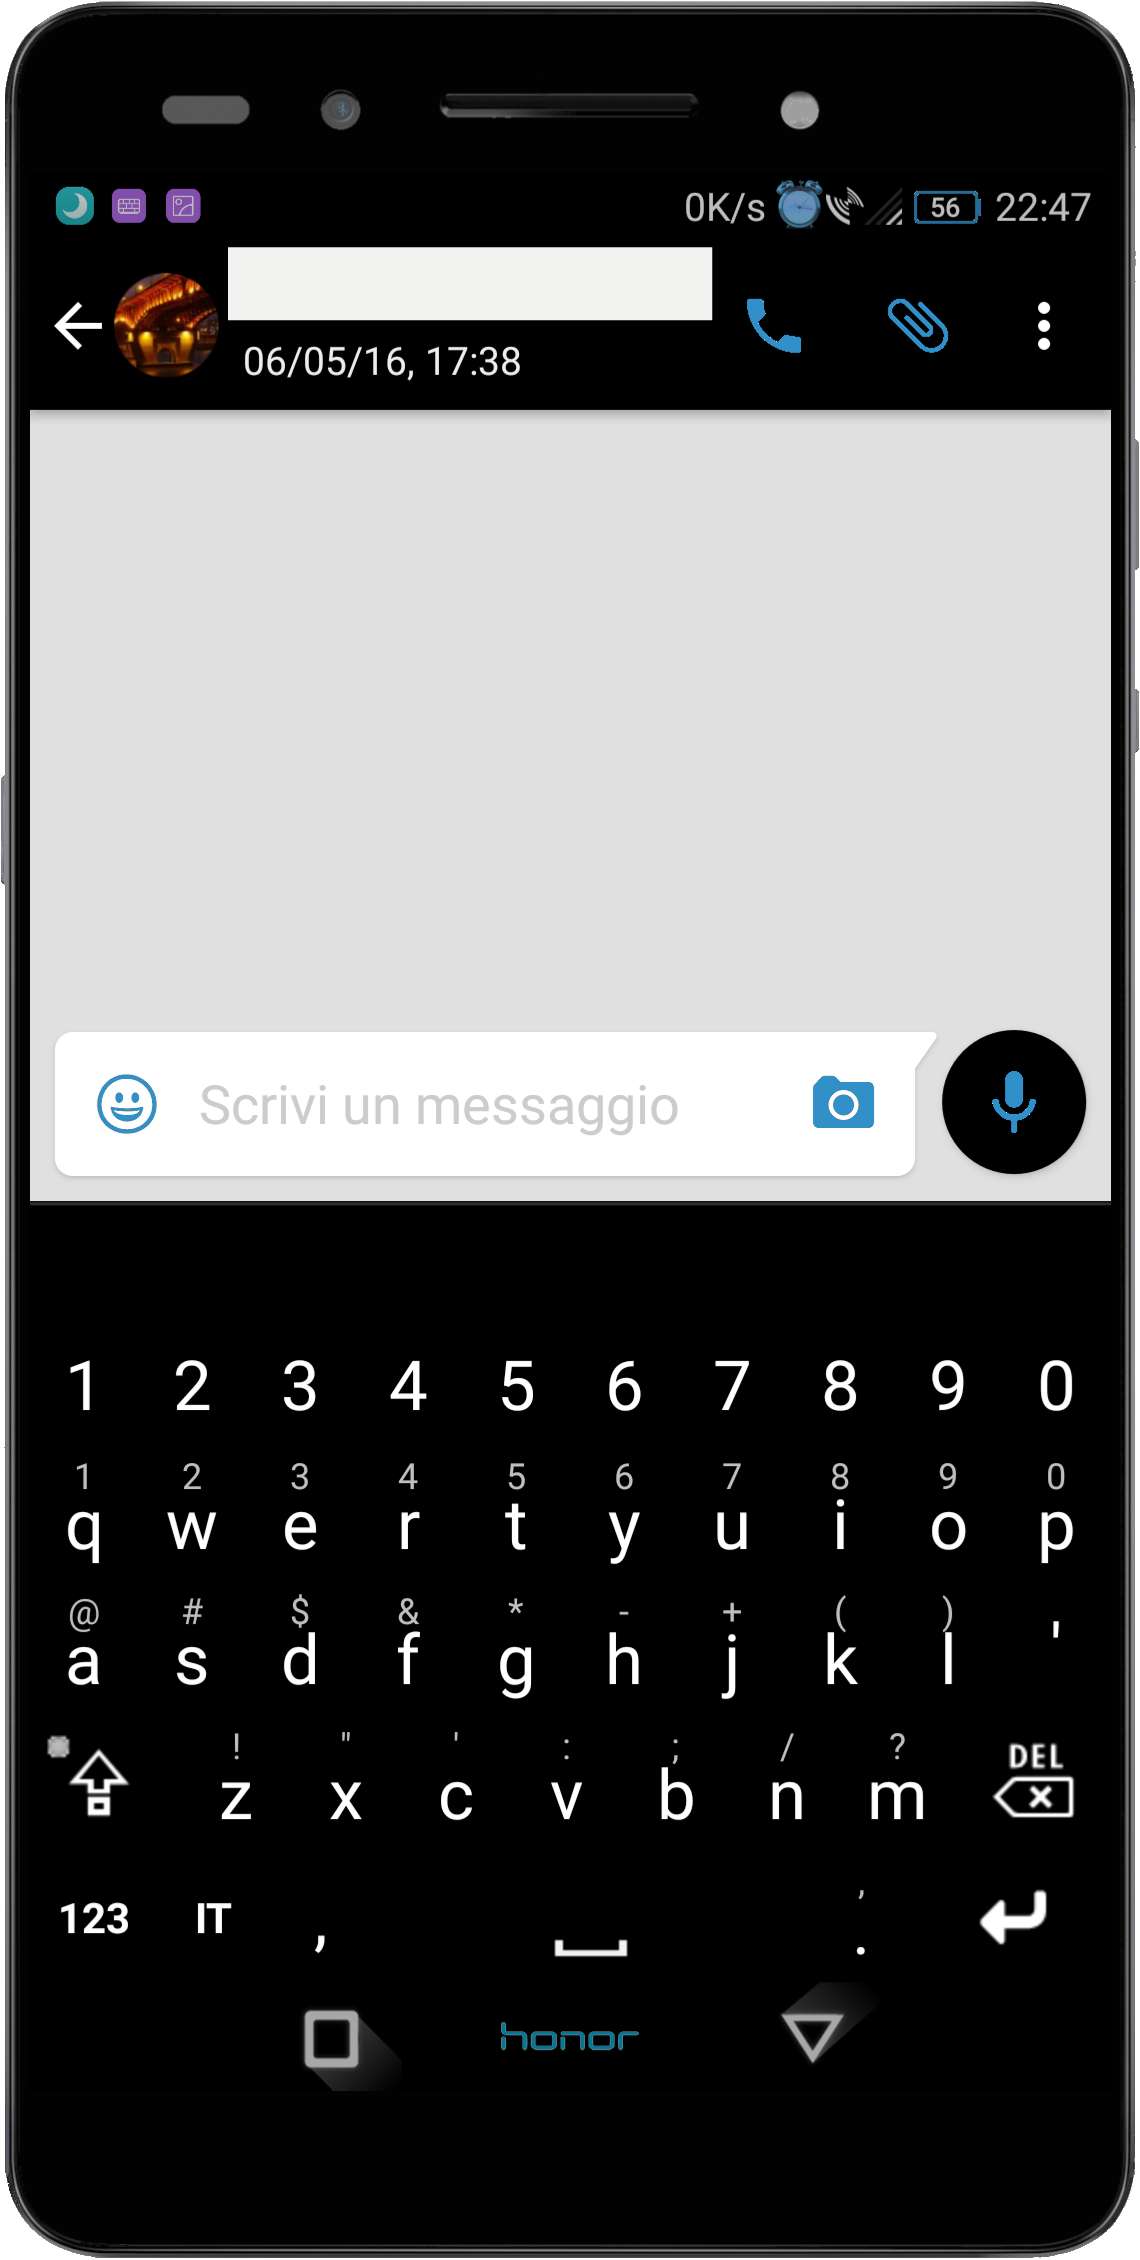 0K/s 56 22:47
06/05/16, 17:38
Scrivi un messaggio
1 2 3 4 5 6 7 8 9 0
1 2 3 4 5 6 7 8 9 0
q w e r t y u i o p
@ # $ & * - + ( )
a s d f g h j k l '
! " ' : ; / ?
z x c v b n m DEL
123 IT , . '
honor